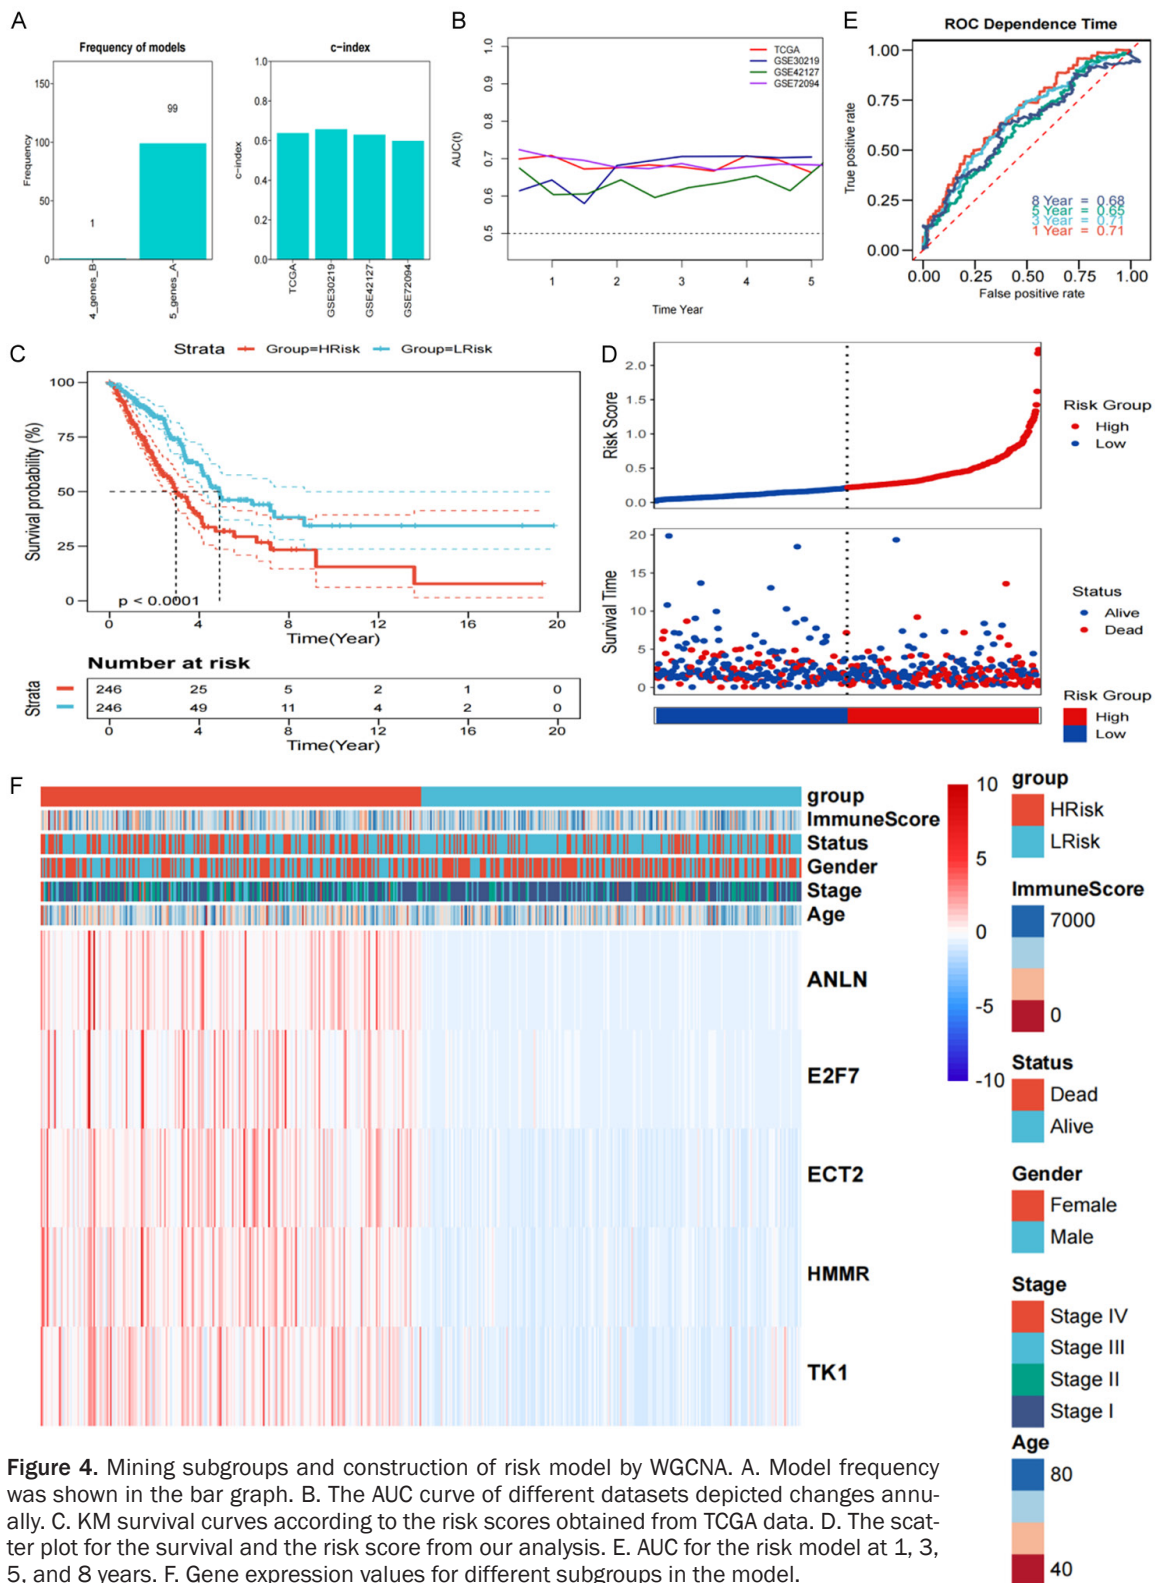 A
Frequency of models
Frequency
150
100
50
0
1
99
4_genes_B
5_genes_A
c-index
c-index
1.0
0.8
0.6
0.4
0.2
0.0
TCGA
GSE30219
GSE42127
GSE72094
B
AUC(t)
1.0
0.9
0.8
0.7
0.6
0.5
TCGA
GSE30219
GSE42127
GSE72094
1 2 3 4 5
Time Year
E
ROC Dependence Time
True positive rate
1.00
0.75
0.50
0.25
0.00
8 Year = 0.68
5 Year = 0.65
3 Year = 0.71
1 Year = 0.71
0.00 0.25 0.50 0.75 1.00
False positive rate
C
Strata Group=HRisk Group=LRisk
Survival probability (%)
100
75
50
25
0
p < 0.0001
0 4 8 12 16 20
Time(Year)
Number at risk
Strata
246 25 5 2 1 0
246 49 11 4 2 0
0 4 8 12 16 20
Time(Year)
D
Risk Score
2.0
1.5
1.0
0.5
0.0
Risk Group
High
Low
Survival Time
20
15
10
5
0
Status
Alive
Dead
Risk Group
High
Low
F
group
ImmuneScore
Status
Gender
Stage
Age
ANLN
E2F7
ECT2
HMMR
TK1
10
5
0
-5
-10
group
HRisk
LRisk
ImmuneScore
7000
0
Status
Dead
Alive
Gender
Female
Male
Stage
Stage IV
Stage III
Stage II
Stage I
Age
80
40
Figure 4. Mining subgroups and construction of risk model by WGCNA. A. Model frequency
was shown in the bar graph. B. The AUC curve of different datasets depicted changes annu-
ally. C. KM survival curves according to the risk scores obtained from TCGA data. D. The scat-
ter plot for the survival and the risk score from our analysis. E. AUC for the risk model at 1, 3,
5, and 8 years. F. Gene expression values for different subgroups in the model.